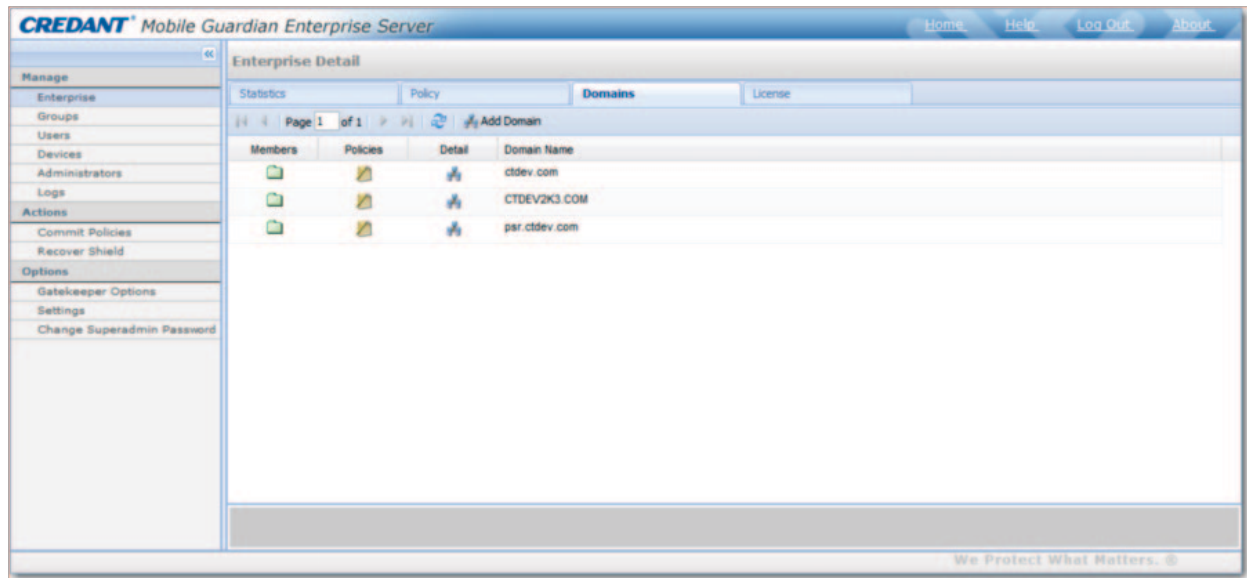 CREDANT® Mobile Guardian Enterprise Server
Home Help Log Out About
Enterprise Detail
Manage
Enterprise
Groups
Users
Devices
Administrators
Logs
Actions
Commit Policies
Recover Shield
Options
Gatekeeper Options
Settings
Change Superadmin Password
Statistics Policy Domains License
Page 1 of 1 Add Domain
Members Policies Detail Domain Name
ctdev.com
CTDEV2K3.COM
psr.ctdev.com
We Protect What Matters. ®